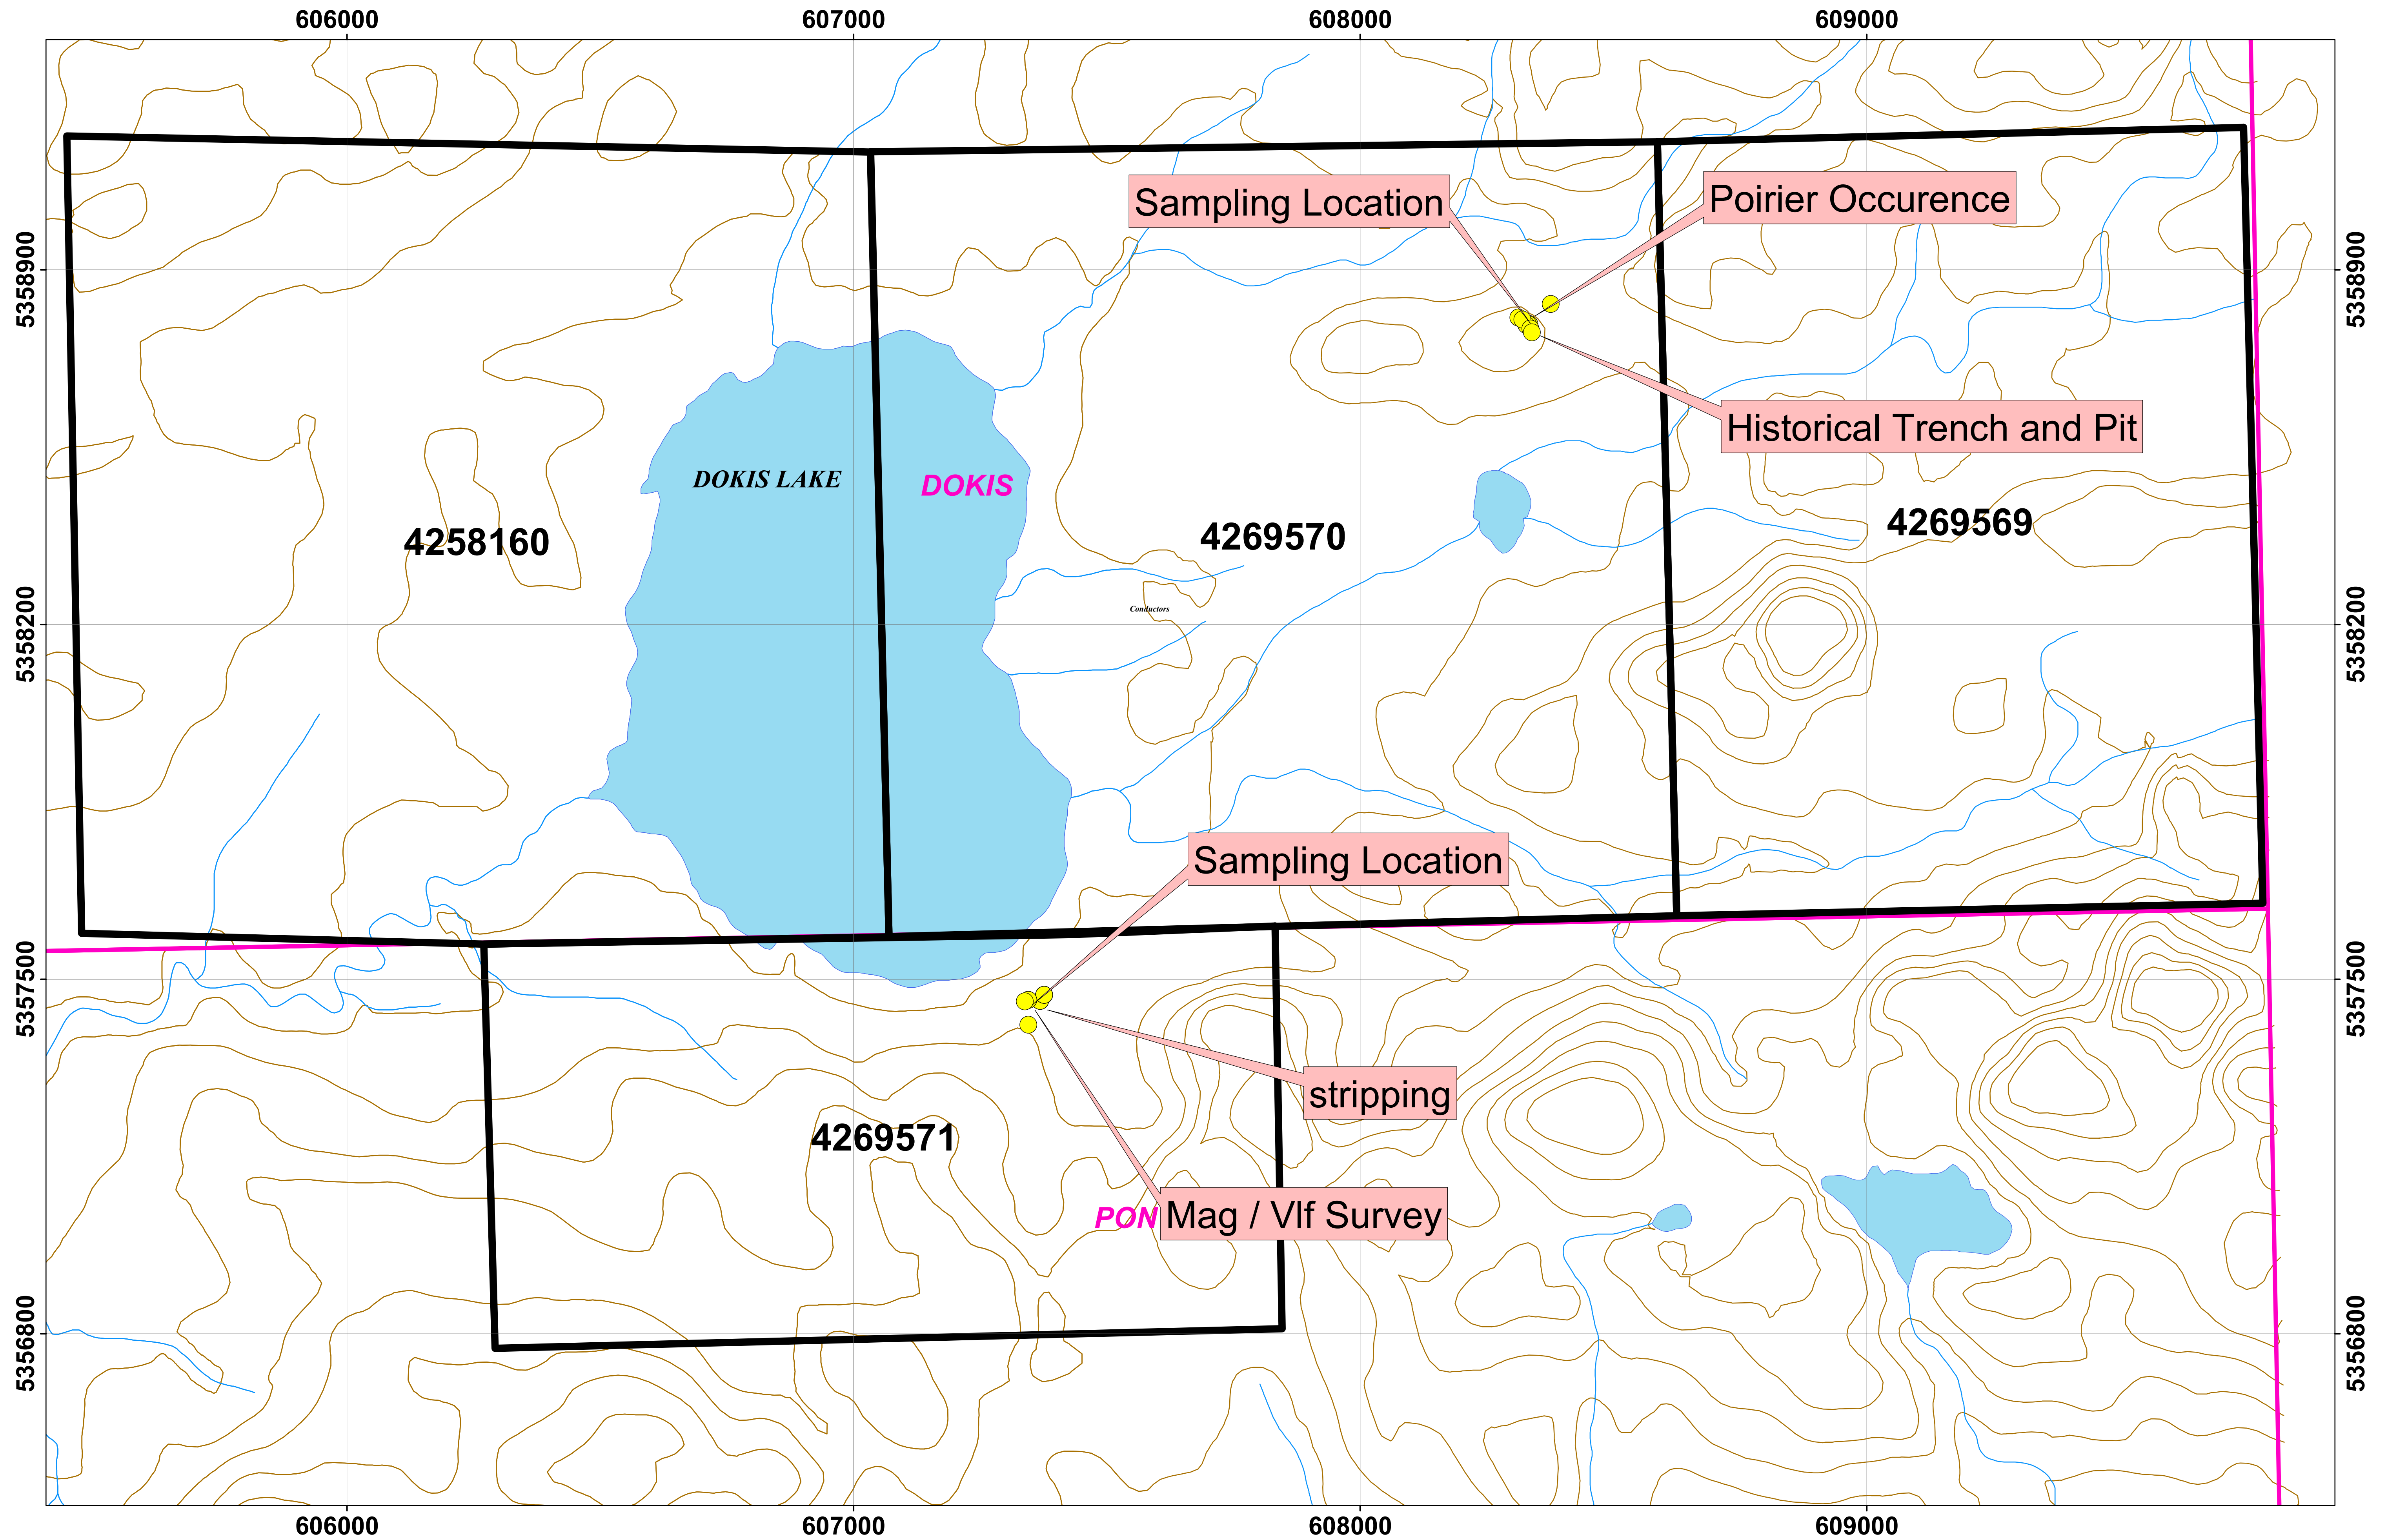 606000 607000 608000 609000
Sampling Location
Poirier Occurence
5358900
5358900
Historical Trench and Pit
DOKIS LAKE
DOKIS
4258160
4269570
4269569
Conductors
5358200
5358200
Sampling Location
5357500
5357500
stripping
4269571
PON
Mag / Vlf Survey
5356800
5356800
606000 607000 608000 609000